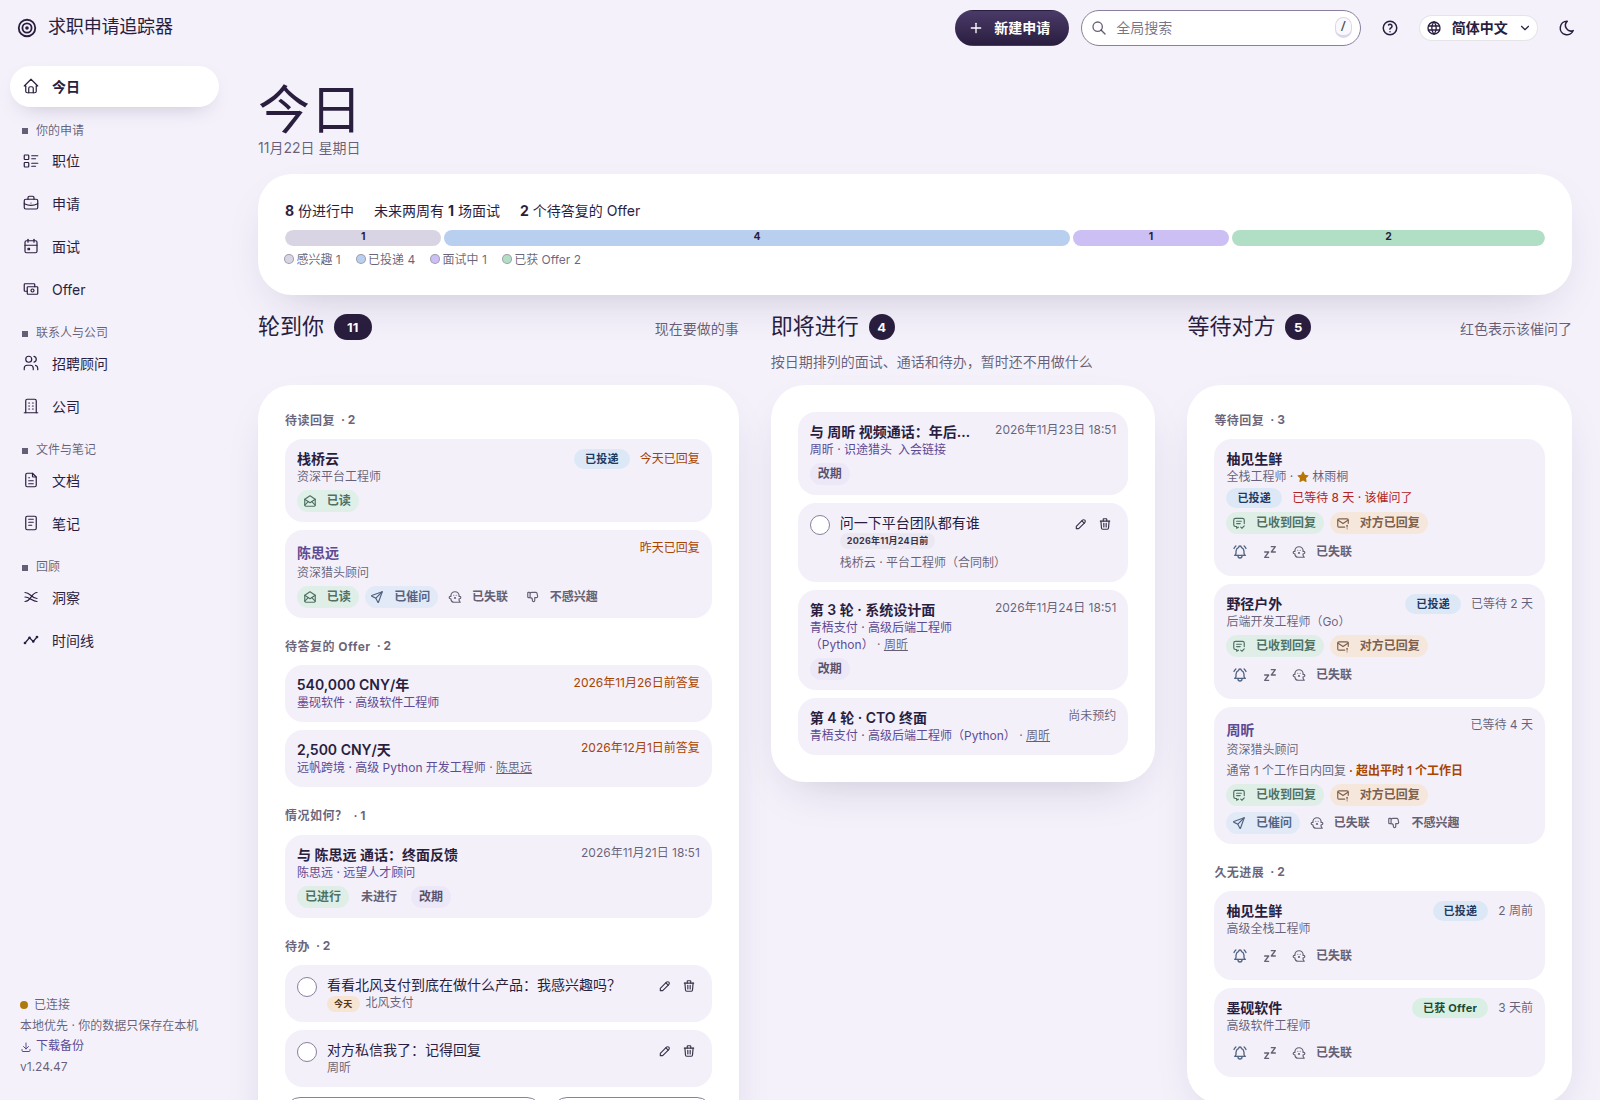 求职申请追踪器
新建申请
全局搜索
/
简体中文
今日
你的申请
职位
申请
面试
Offer
联系人与公司
招聘顾问
公司
文件与笔记
文档
笔记
回顾
洞察
时间线
已连接
本地优先 · 你的数据只保存在本机
下载备份
v1.24.47
今日
11月22日 星期日
8 份进行中 未来两周有 1 场面试 2 个待答复的 Offer
1 4 1 2
感兴趣 1 已投递 4 面试中 1 已获 Offer 2
轮到你 11 现在要做的事
待读回复 · 2
栈桥云 已投递 今天已回复
资深平台工程师
已读
陈思远 昨天已回复
资深猎头顾问
已读 已催问 已失联 不感兴趣
待答复的 Offer · 2
540,000 CNY/年 2026年11月26日前答复
墨砚软件 · 高级软件工程师
2,500 CNY/天 2026年12月1日前答复
远帆跨境 · 高级 Python 开发工程师 · 陈思远
情况如何？ · 1
与 陈思远 通话：终面反馈 2026年11月21日 18:51
陈思远 · 远望人才顾问
已进行 未进行 改期
待办 · 2
看看北风支付到底在做什么产品：我感兴趣吗？
今天 北风支付
对方私信我了：记得回复
周昕
即将进行 4
按日期排列的面试、通话和待办，暂时还不用做什么
与 周昕 视频通话：年后… 2026年11月23日 18:51
周昕 · 识途猎头 入会链接
改期
问一下平台团队都有谁
2026年11月24日前
栈桥云 · 平台工程师（合同制）
第 3 轮 · 系统设计面 2026年11月24日 18:51
青梧支付 · 高级后端工程师
（Python） · 周昕
改期
第 4 轮 · CTO 终面 尚未预约
青梧支付 · 高级后端工程师（Python） · 周昕
等待对方 5 红色表示该催问了
等待回复 · 3
柚见生鲜
全栈工程师 · 林雨桐
已投递 已等待 8 天 · 该催问了
已收到回复 对方已回复
已失联
野径户外 已投递 已等待 2 天
后端开发工程师（Go）
已收到回复 对方已回复
已失联
周昕 已等待 4 天
资深猎头顾问
通常 1 个工作日内回复 · 超出平时 1 个工作日
已收到回复 对方已回复
已催问 已失联 不感兴趣
久无进展 · 2
柚见生鲜 已投递 2 周前
高级全栈工程师
已失联
墨砚软件 已获 Offer 3 天前
高级软件工程师
已失联